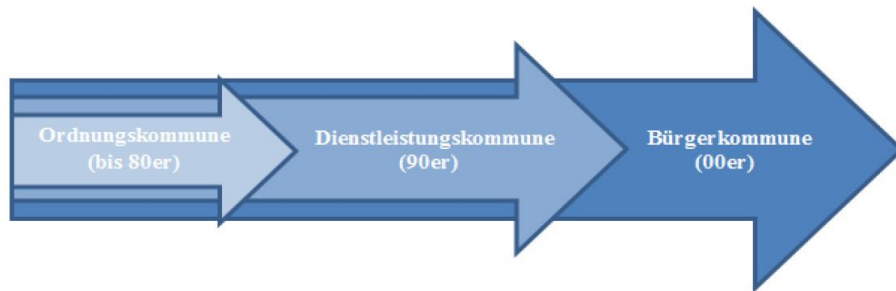 Ordnungskommune
(bis 80er)
Dienstleistungskommune
(90er)
Bürgerkommune
(00er)